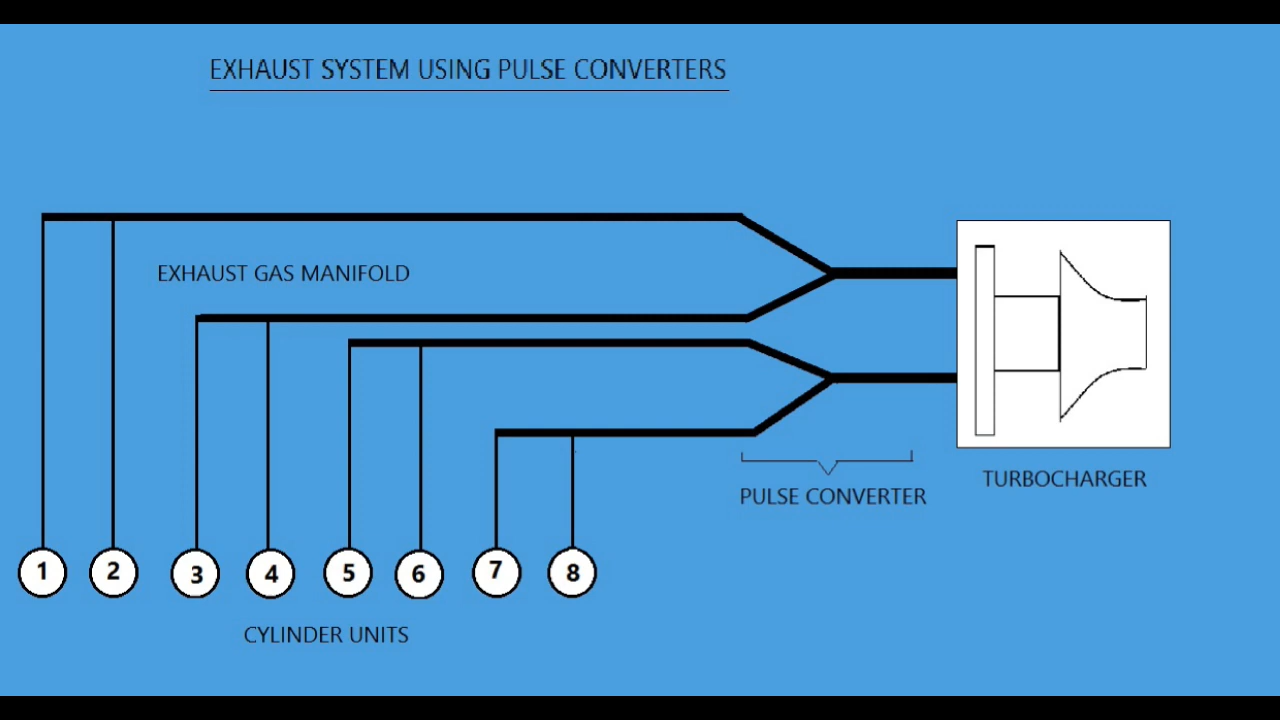 EXHAUST SYSTEM USING PULSE CONVERTERS
EXHAUST GAS MANIFOLD
PULSE CONVERTER
TURBOCHARGER
1 2 3 4 5 6 7 8
CYLINDER UNITS